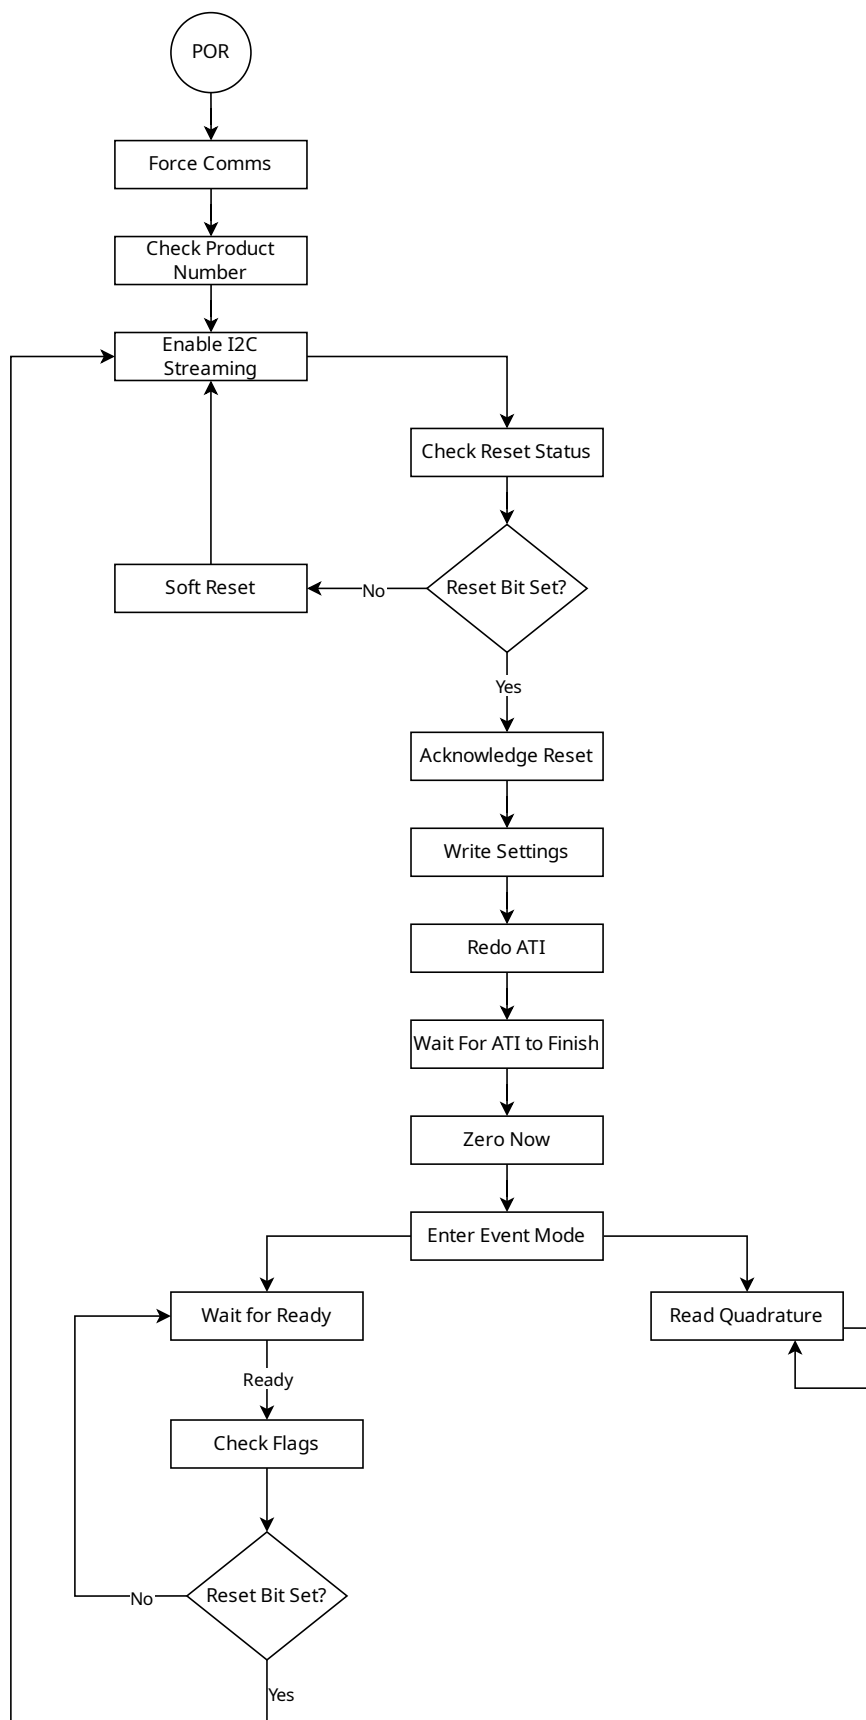 POR
Force Comms
Check Product
Number
Enable I2C
Streaming
Check Reset Status
Reset Bit Set?
No
Soft Reset
Yes
Acknowledge Reset
Write Settings
Redo ATI
Wait For ATI to Finish
Zero Now
Enter Event Mode
Wait for Ready
Read Quadrature
Ready
Check Flags
Reset Bit Set?
No
Yes